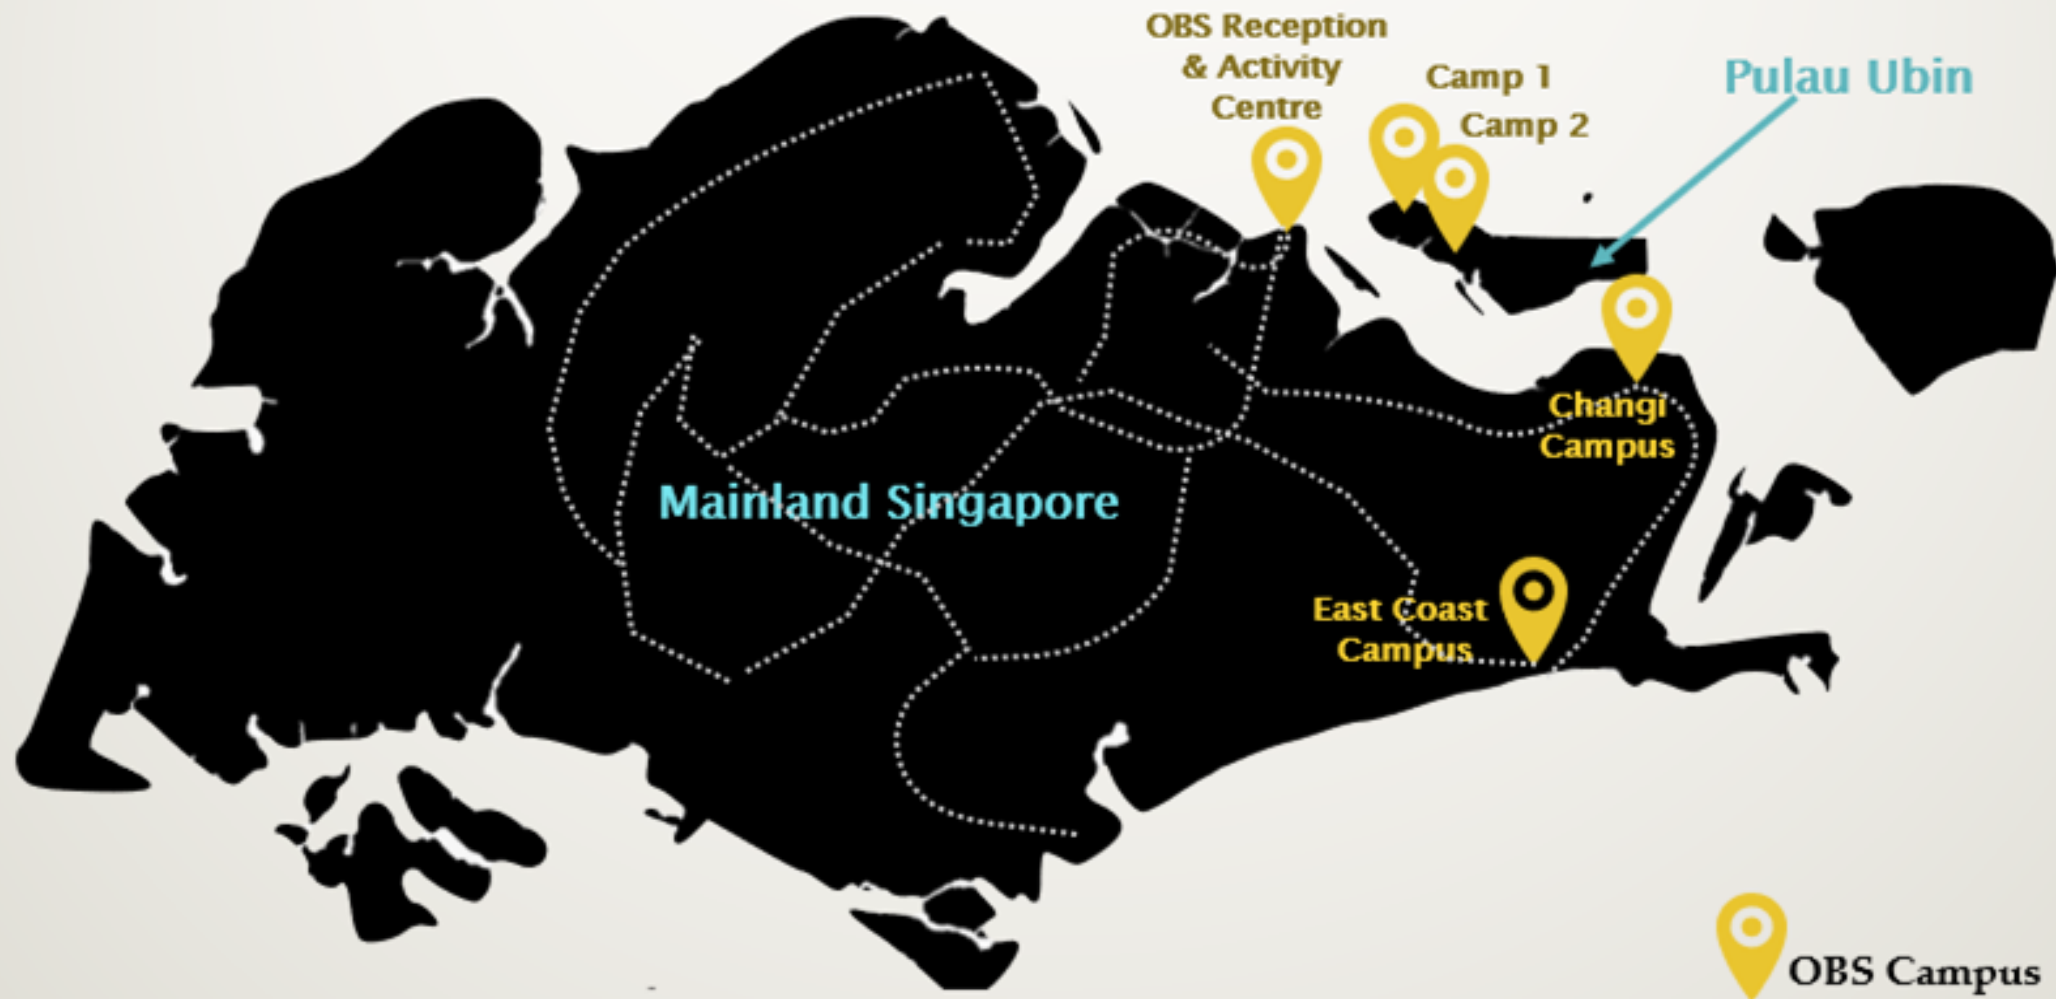 OBS Reception
& Activity
Centre
Camp 1
Camp 2
Pulau Ubin
Changi
Campus
Mainland Singapore
East Coast
Campus
OBS Campus